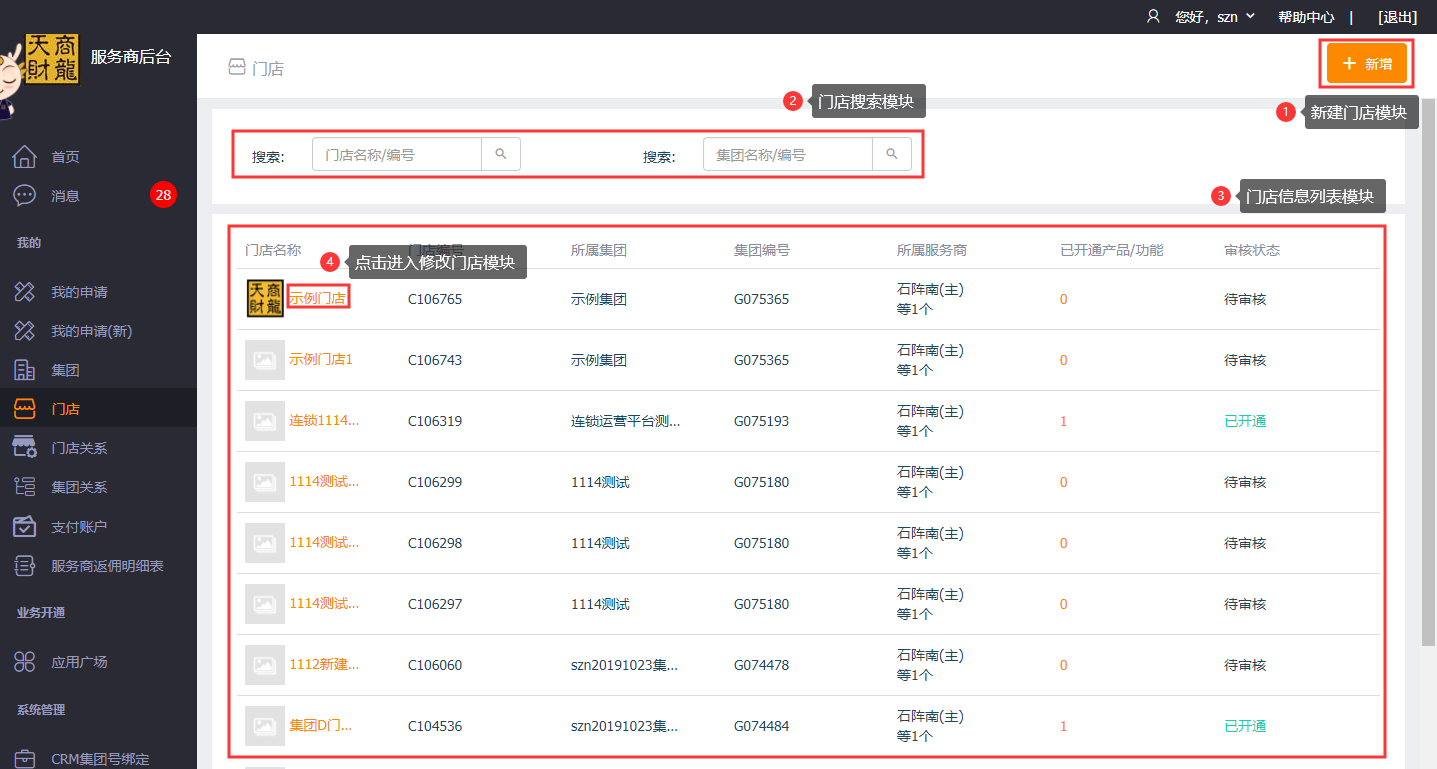 您好，szn
帮助中心
|
[退出]
天商
財龍
服务商后台
首页
消息
28
我的
我的申请
我的申请(新)
集团
门店
门店关系
集团关系
支付账户
服务商返佣明细表
业务开通
应用广场
系统管理
CRM集团号绑定
门店
新增
1 新建门店模块
2 门店搜索模块
搜索:
门店名称/编号
搜索:
集团名称/编号
3 门店信息列表模块
门店名称 门店编号 所属集团 集团编号 所属服务商 已开通产品/功能 审核状态
4 点击进入修改门店模块
天商
財龍
示例门店 C106765 示例集团 G075365 石阵南(主) 0 待审核
等1个
示例门店1 C106743 示例集团 G075365 石阵南(主) 0 待审核
等1个
连锁1114... C106319 连锁运营平台测... G075193 石阵南(主) 1 已开通
等1个
1114测试... C106299 1114测试 G075180 石阵南(主) 0 待审核
等1个
1114测试... C106298 1114测试 G075180 石阵南(主) 0 待审核
等1个
1114测试... C106297 1114测试 G075180 石阵南(主) 0 待审核
等1个
1112新建... C106060 szn20191023集... G074478 石阵南(主) 0 待审核
等1个
集团D门... C104536 szn20191023集... G074484 石阵南(主) 1 已开通
等1个